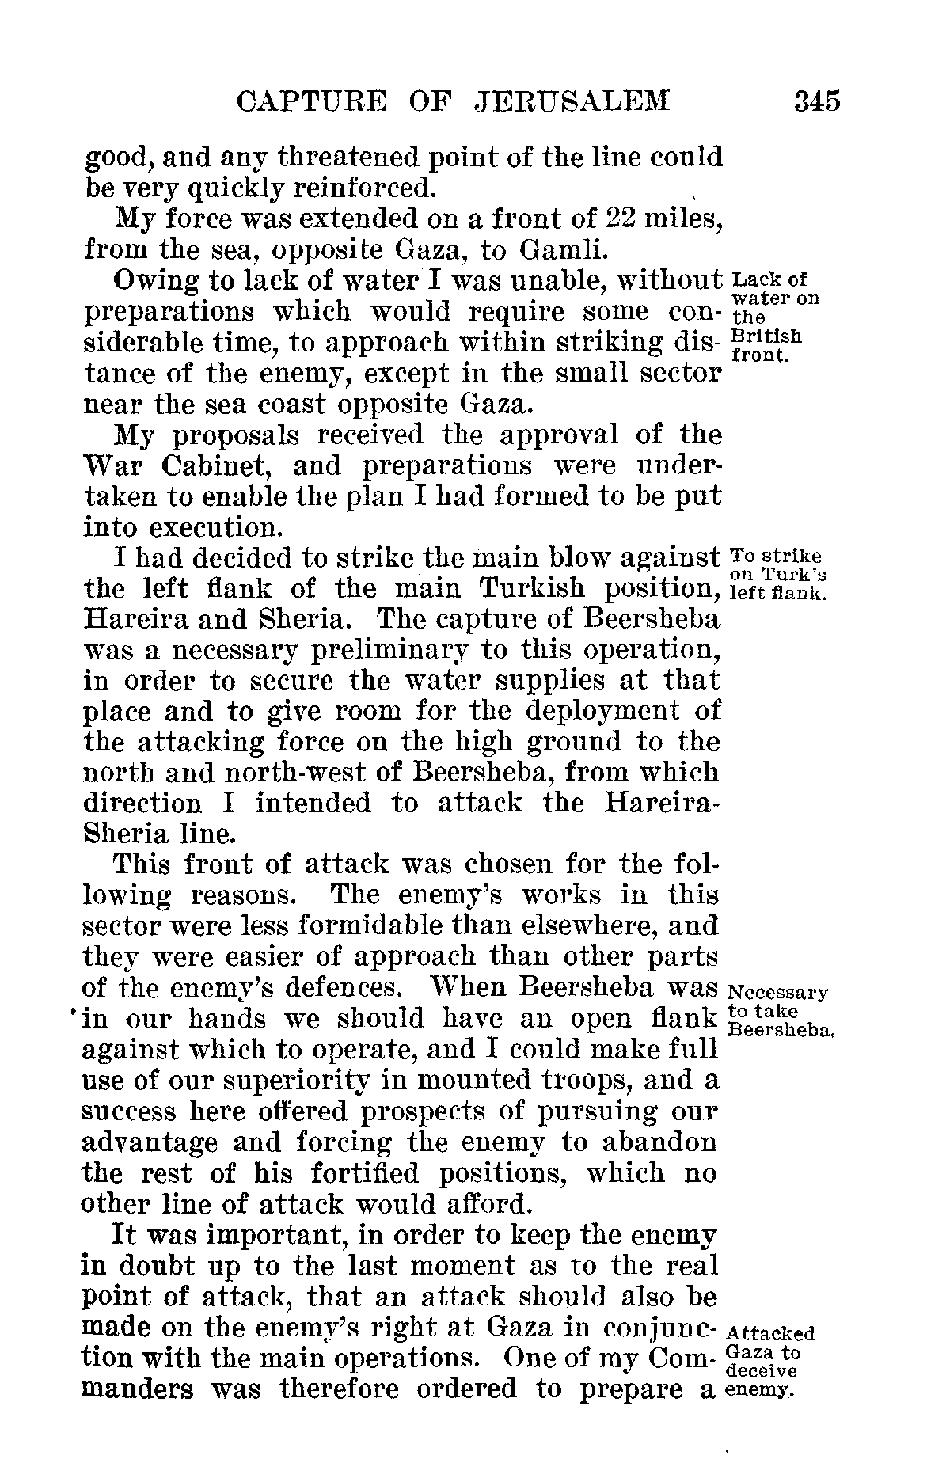 CAPTURE OF JERUSALEM 345
good, and any threatened point of the line could
be very quickly reinforced.
My force was extended on a front of 22 miles,
from the sea, opposite Gaza, to Gamli.
Owing to lack of water I was unable, without
preparations which would require some con-
siderable time, to approach within striking dis-
tance of the enemy, except in the small sector
near the sea coast opposite Gaza.
Lack of
water on
the
British
front.
My proposals received the approval of the
War Cabinet, and preparations were under-
taken to enable the plan I had formed to be put
into execution.
I had decided to strike the main blow against
the left flank of the main Turkish position,
Hareira and Sheria. The capture of Beersheba
was a necessary preliminary to this operation,
in order to secure the water supplies at that
place and to give room for the deployment of
the attacking force on the high ground to the
north and north-west of Beersheba, from which
direction I intended to attack the Hareira-
Sheria line.
To strike
on Turk's
left flank.
This front of attack was chosen for the fol-
lowing reasons. The enemy's works in this
sector were less formidable than elsewhere, and
they were easier of approach than other parts
of the enemy's defences. When Beersheba was
in our hands we should have an open flank
against which to operate, and I could make full
use of our superiority in mounted troops, and a
success here offered prospects of pursuing our
advantage and forcing the enemy to abandon
the rest of his fortified positions, which no
other line of attack would afford.
Necessary
to take
Beersheba.
It was important, in order to keep the enemy
in doubt up to the last moment as to the real
point of attack, that an attack should also be
made on the enemy's right at Gaza in conjunc-
tion with the main operations. One of my Com-
manders was therefore ordered to prepare a
Attacked
Gaza to
deceive
enemy.